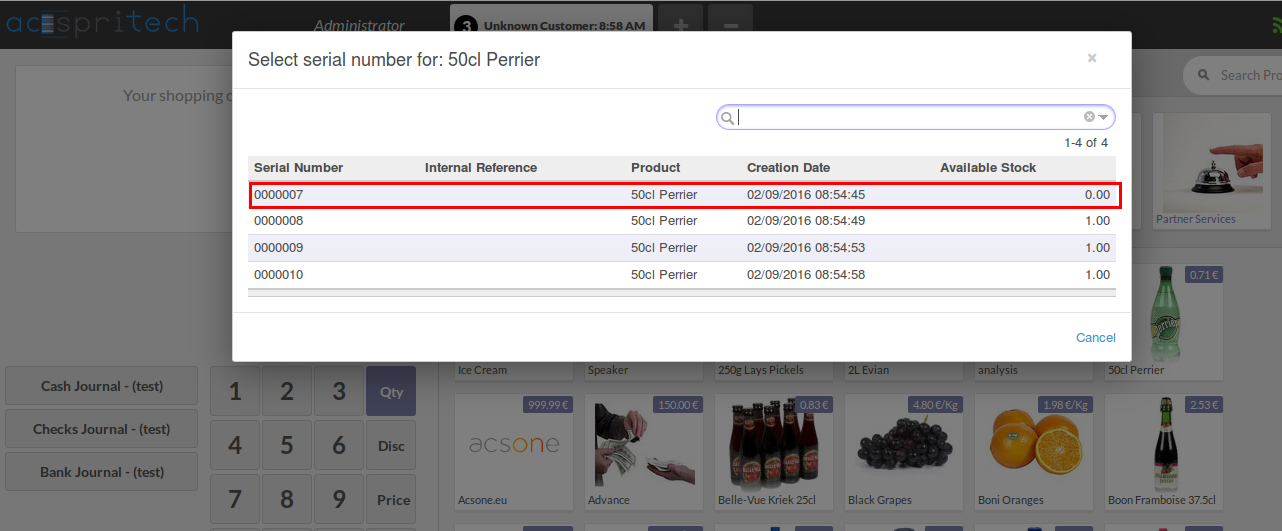 acespritech Administrator 3 Unknown Customer: 8:58 AM + −
Select serial number for: 50cl Perrier ×
Your shopping
Search Pro
1-4 of 4
Serial Number Internal Reference Product Creation Date Available Stock
0000007 50cl Perrier 02/09/2016 08:54:45 0.00
0000008 50cl Perrier 02/09/2016 08:54:49 1.00
0000009 50cl Perrier 02/09/2016 08:54:53 1.00
0000010 50cl Perrier 02/09/2016 08:54:58 1.00
Cancel
Partner Services
0.71 €
Perrier
Ice Cream Speaker 250g Lays Pickels 2L Evian analysis 50cl Perrier
Cash Journal - (test) 1 2 3 Qty
Checks Journal - (test) 4 5 6 Disc
Bank Journal - (test) 7 8 9 Price
999.99 € 150.00 € 0.83 € 4.80 €/Kg 1.98 €/Kg 2.53 €
acsone
Acsone.eu Advance Belle-Vue Kriek 25cl Black Grapes Boni Oranges Boon Framboise 37.5cl